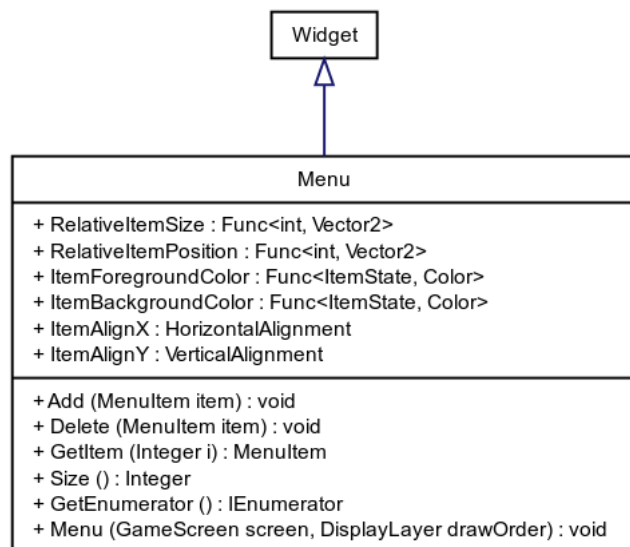 Widget
Menu
+ RelativeItemSize : Func<int, Vector2>
+ RelativeItemPosition : Func<int, Vector2>
+ ItemForegroundColor : Func<ItemState, Color>
+ ItemBackgroundColor : Func<ItemState, Color>
+ ItemAlignX : HorizontalAlignment
+ ItemAlignY : VerticalAlignment
+ Add (MenuItem item) : void
+ Delete (MenuItem item) : void
+ GetItem (Integer i) : MenuItem
+ Size () : Integer
+ GetEnumerator () : IEnumerator
+ Menu (GameScreen screen, DisplayLayer drawOrder) : void